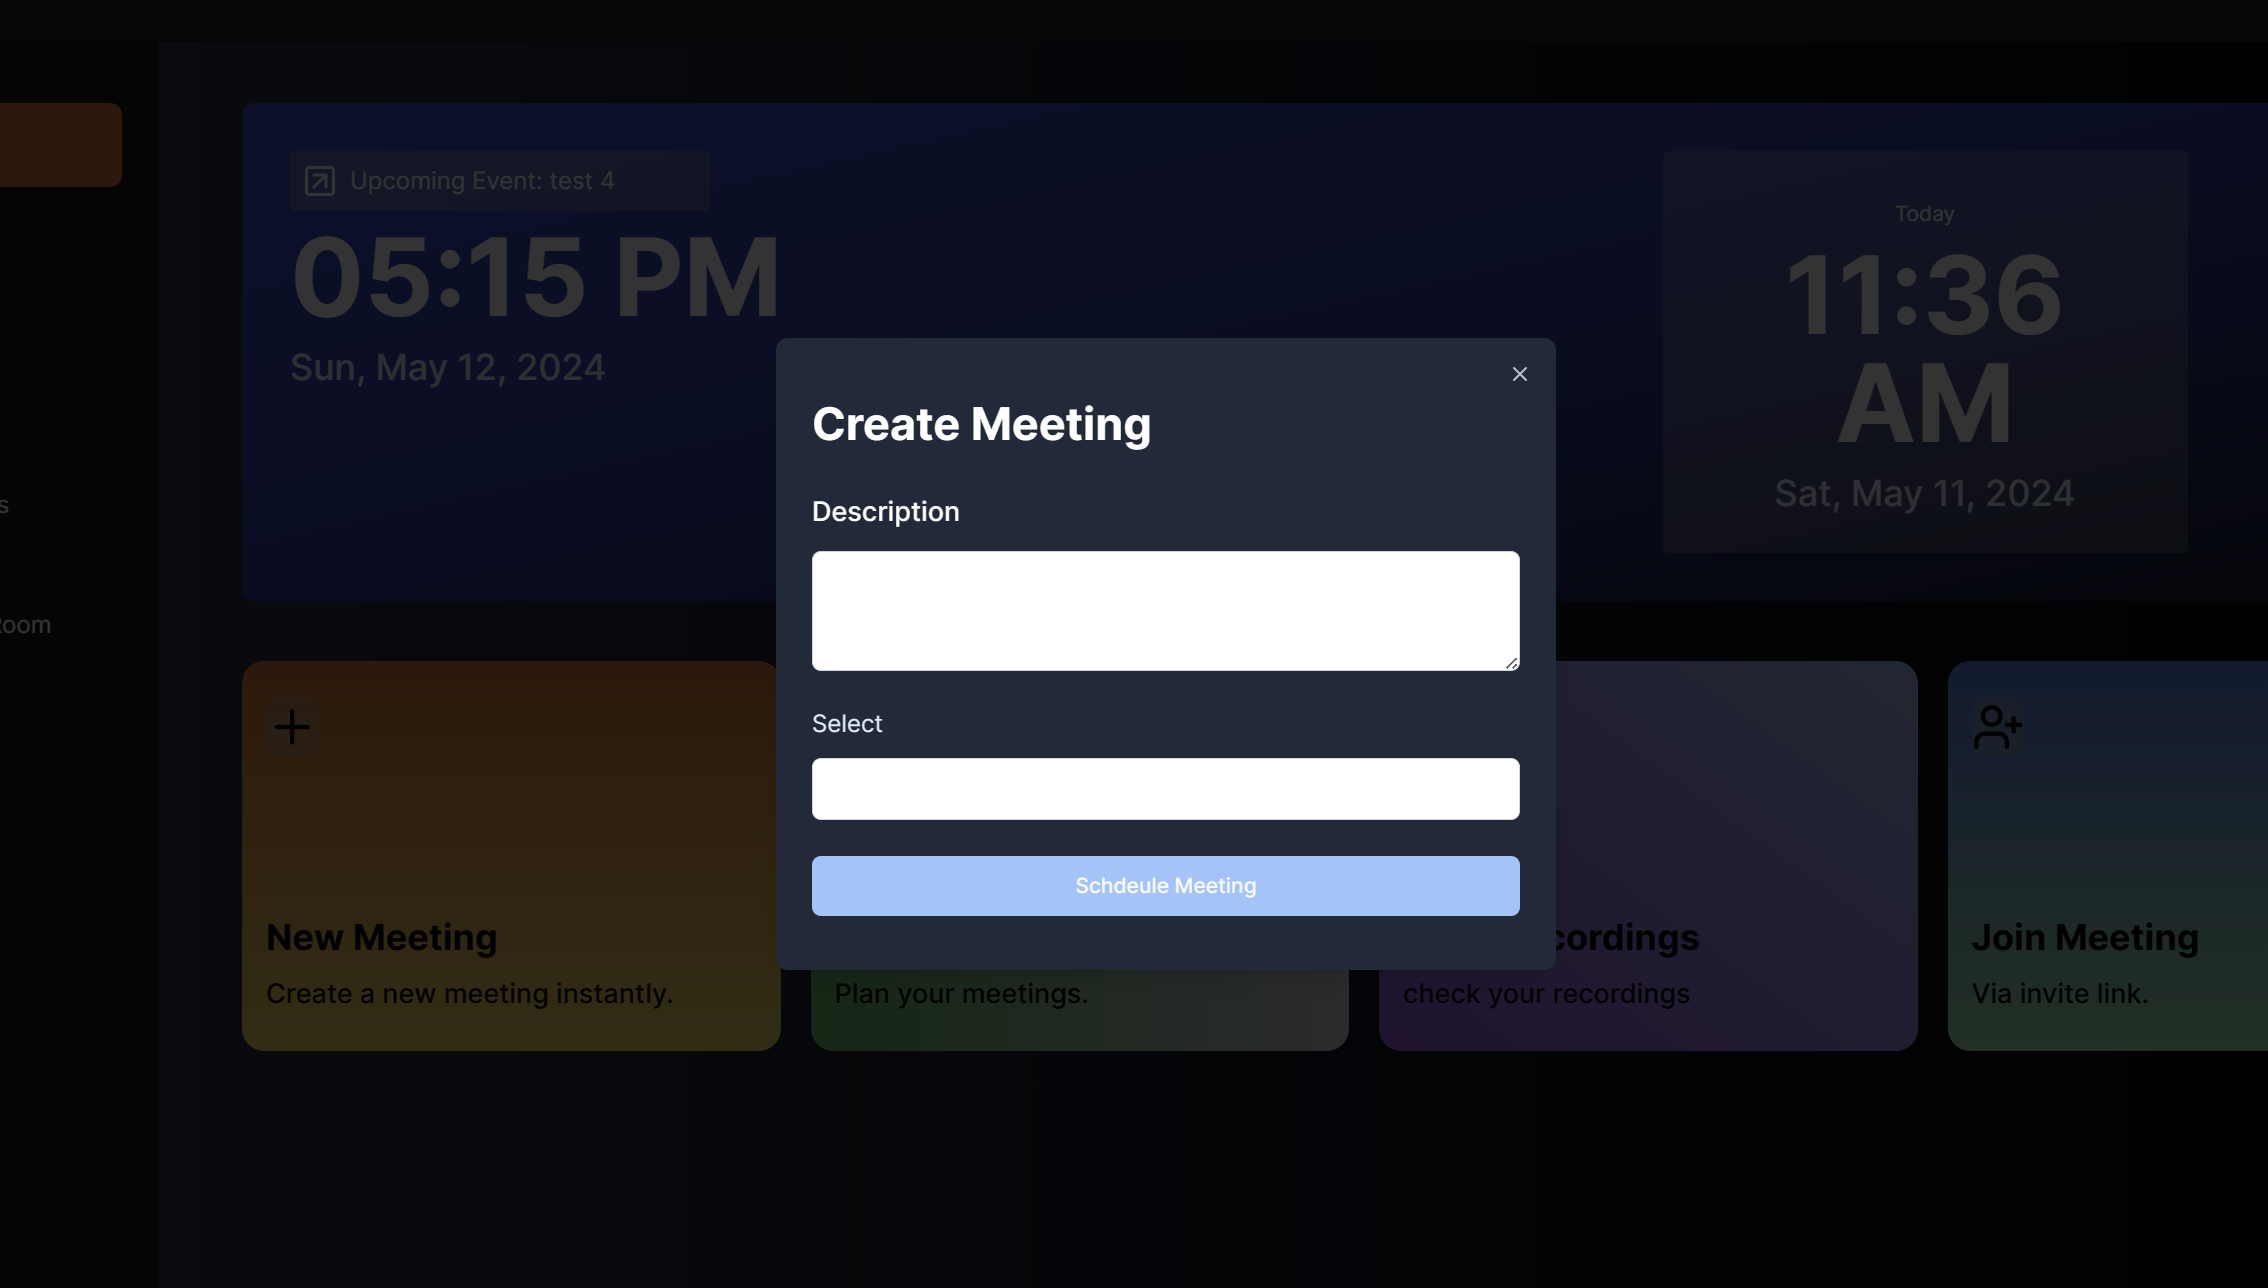 Upcoming Event: test 4
05:15 PM
Sun, May 12, 2024
Today
11:36
AM
Sat, May 11, 2024
s
Room
Create Meeting
Description
Select
Schdeule Meeting
New Meeting
Create a new meeting instantly.
Plan your meetings.
cordings
check your recordings
Join Meeting
Via invite link.